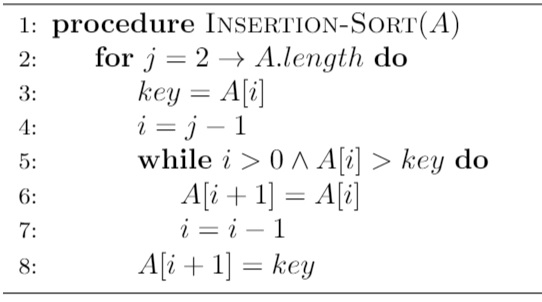 1: procedure INSERTION-SORT(A)
2: for j = 2 → A.length do
3: key = A[i]
4: i = j − 1
5: while i > 0 ∧ A[i] > key do
6: A[i + 1] = A[i]
7: i = i − 1
8: A[i + 1] = key